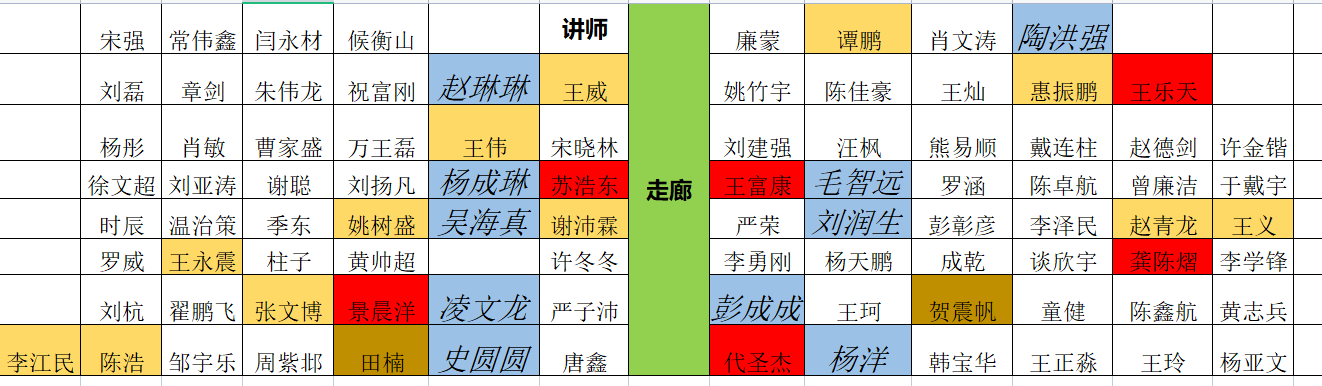 宋强 常伟鑫 闫永材 候衡山 讲师 廉蒙 谭鹏 肖文涛 陶洪强
刘磊 章剑 朱伟龙 祝富刚 赵琳琳 王威 姚竹宇 陈佳豪 王灿 惠振鹏 王乐天
杨彤 肖敏 曹家盛 万王磊 王伟 宋晓林 刘建强 汪枫 熊易顺 戴连柱 赵德剑 许金锴
徐文超 刘亚涛 谢聪 刘扬凡 杨成琳 苏浩东 走廊 王富康 毛智远 罗涵 陈卓航 曾廉洁 于戴宇
时辰 温治策 季东 姚树盛 吴海真 谢沛霖 严荣 刘润生 彭彰彦 李泽民 赵青龙 王义
罗威 王永震 柱子 黄帅超 许冬冬 李勇刚 杨天鹏 成乾 谈欣宇 龚陈熠 李学锋
刘杭 翟鹏飞 张文博 景晨洋 凌文龙 严子沛 彭成成 王珂 贺震帆 童健 陈鑫航 黄志兵
李江民 陈浩 邹宇乐 周紫邶 田楠 史圆圆 唐鑫 代圣杰 杨洋 韩宝华 王正淼 王玲 杨亚文